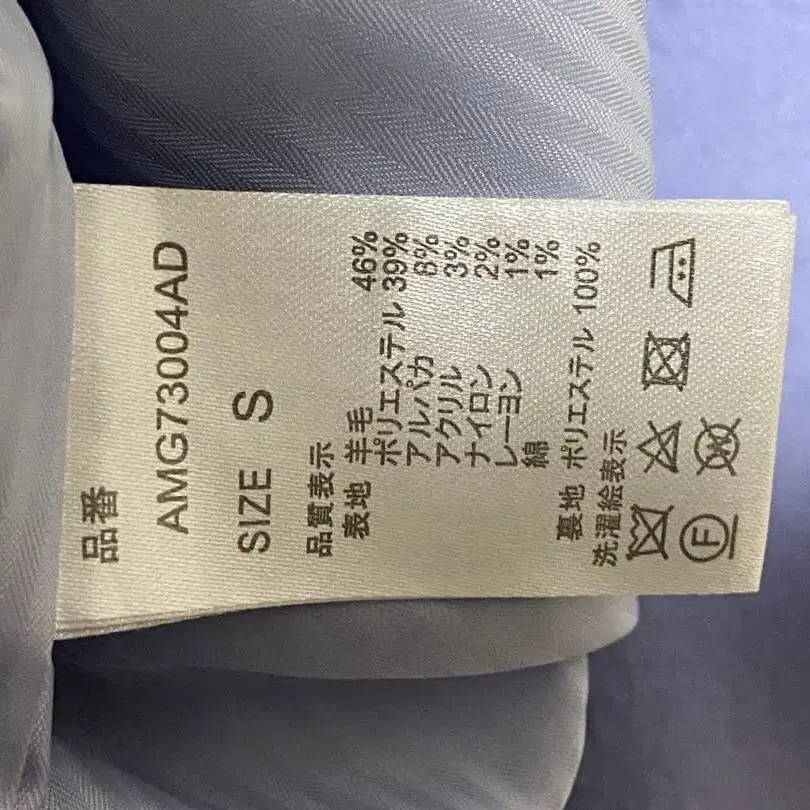 品番
AMG73004AD
SIZE S
品質表示
表地 羊毛 46%
ポリエステル 39%
アルパカ 8%
アクリル 3%
ナイロン 2%
レーヨン 1%
綿 1%
裏地 ポリエステル 100%
洗濯絵表示
F W